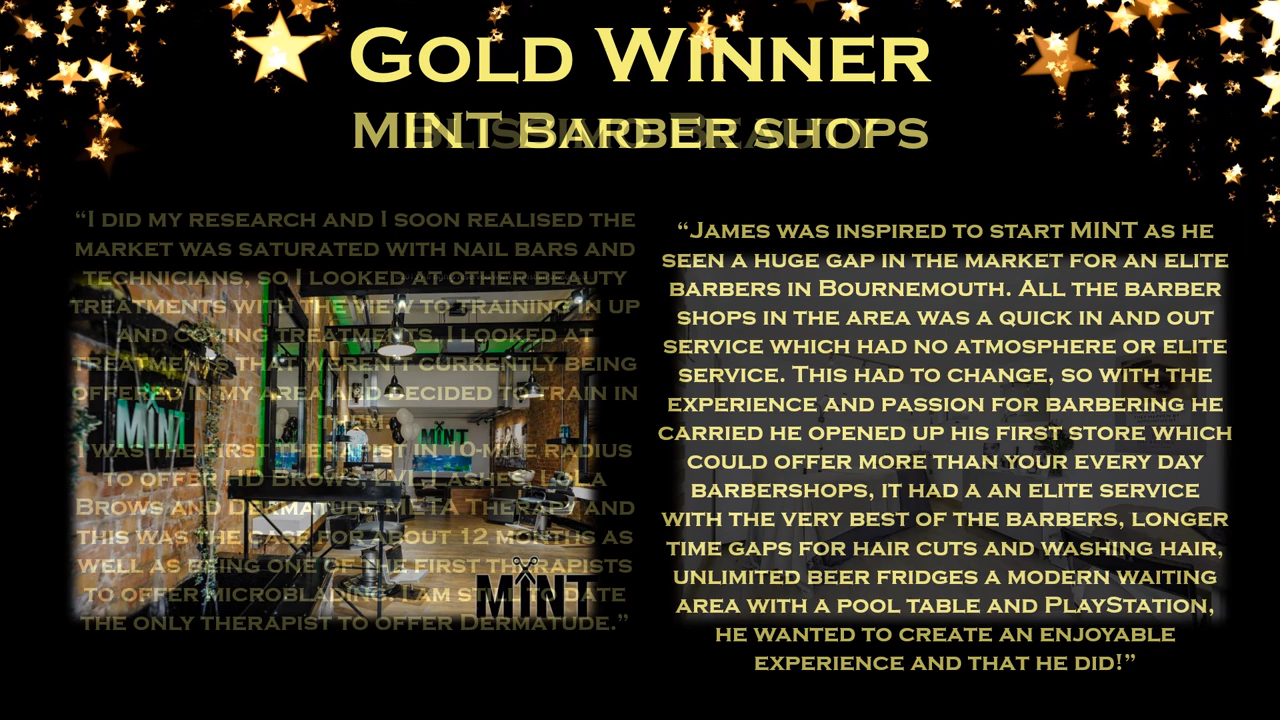 Gold Winner
MINT Barber shops
“I did my research and I soon realised the
market was saturated with nail bars and
technicians, so I looked at other beauty
treatments with the view to training in up
and coming treatments. I looked at
treatments that weren't currently being
offered in my area and decided to train in
them.
I was the first therapist in 10-mile radius
to offer HD Brows, LVL Lashes, Lola
Brows and Dermatude META Therapy and
this was the case for about 12 months as
well as being one of the first therapists
to offer microblading. I am still to date
the only therapist to offer Dermatude.”
MINT
MINT
MINT
“James was inspired to start MINT as he
seen a huge gap in the market for an elite
barbers in Bournemouth. All the barber
shops in the area was a quick in and out
service which had no atmosphere or elite
service. This had to change, so with the
experience and passion for barbering he
carried he opened up his first store which
could offer more than your every day
barbershops, it had a an elite service
with the very best of the barbers, longer
time gaps for hair cuts and washing hair,
unlimited beer fridges a modern waiting
area with a pool table and PlayStation,
he wanted to create an enjoyable
experience and that he did!”